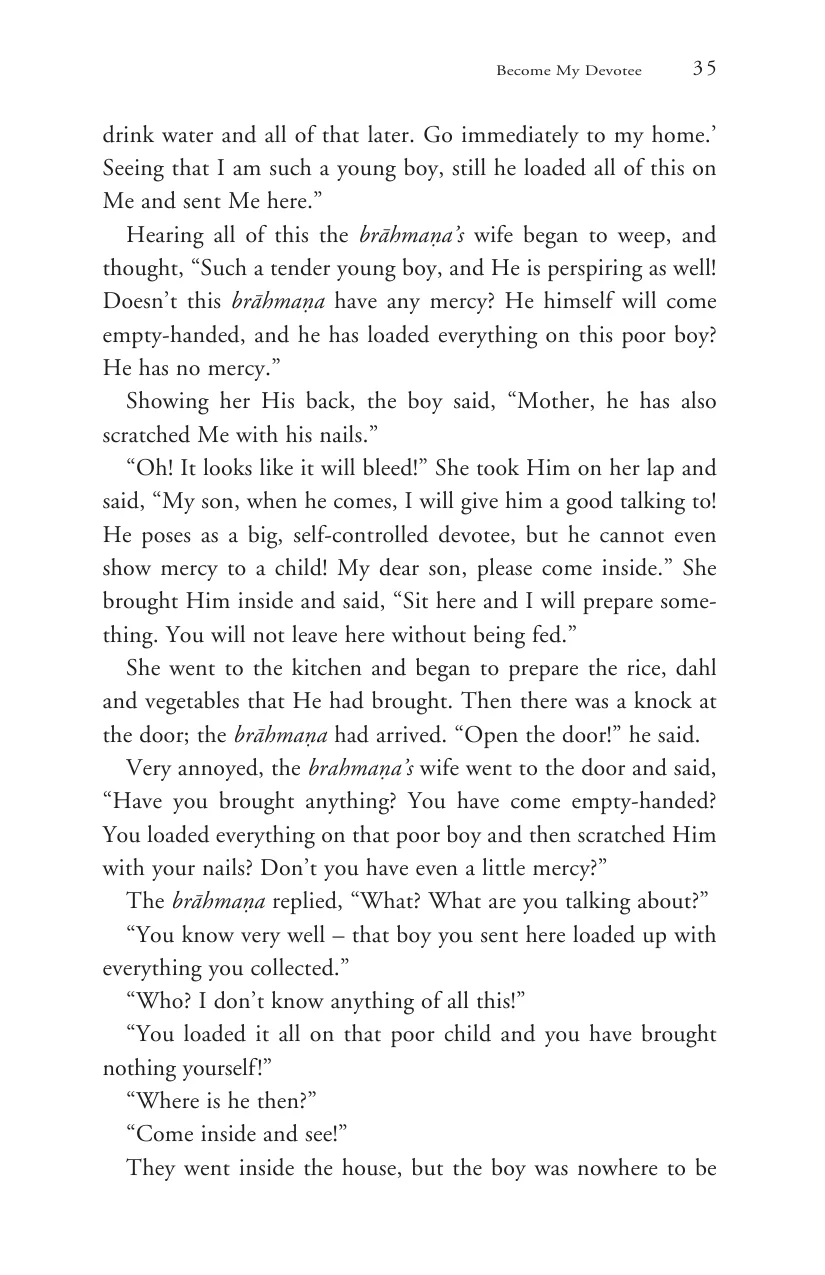 Become My Devotee 35
drink water and all of that later. Go immediately to my home.’
Seeing that I am such a young boy, still he loaded all of this on
Me and sent Me here.”
Hearing all of this the brāhmaṇa’s wife began to weep, and
thought, “Such a tender young boy, and He is perspiring as well!
Doesn’t this brāhmaṇa have any mercy? He himself will come
empty-handed, and he has loaded everything on this poor boy?
He has no mercy.”
Showing her His back, the boy said, “Mother, he has also
scratched Me with his nails.”
“Oh! It looks like it will bleed!” She took Him on her lap and
said, “My son, when he comes, I will give him a good talking to!
He poses as a big, self-controlled devotee, but he cannot even
show mercy to a child! My dear son, please come inside.” She
brought Him inside and said, “Sit here and I will prepare some-
thing. You will not leave here without being fed.”
She went to the kitchen and began to prepare the rice, dahl
and vegetables that He had brought. Then there was a knock at
the door; the brāhmaṇa had arrived. “Open the door!” he said.
Very annoyed, the brahmaṇa’s wife went to the door and said,
“Have you brought anything? You have come empty-handed?
You loaded everything on that poor boy and then scratched Him
with your nails? Don’t you have even a little mercy?”
The brāhmaṇa replied, “What? What are you talking about?”
“You know very well – that boy you sent here loaded up with
everything you collected.”
“Who? I don’t know anything of all this!”
“You loaded it all on that poor child and you have brought
nothing yourself!”
“Where is he then?”
“Come inside and see!”
They went inside the house, but the boy was nowhere to be